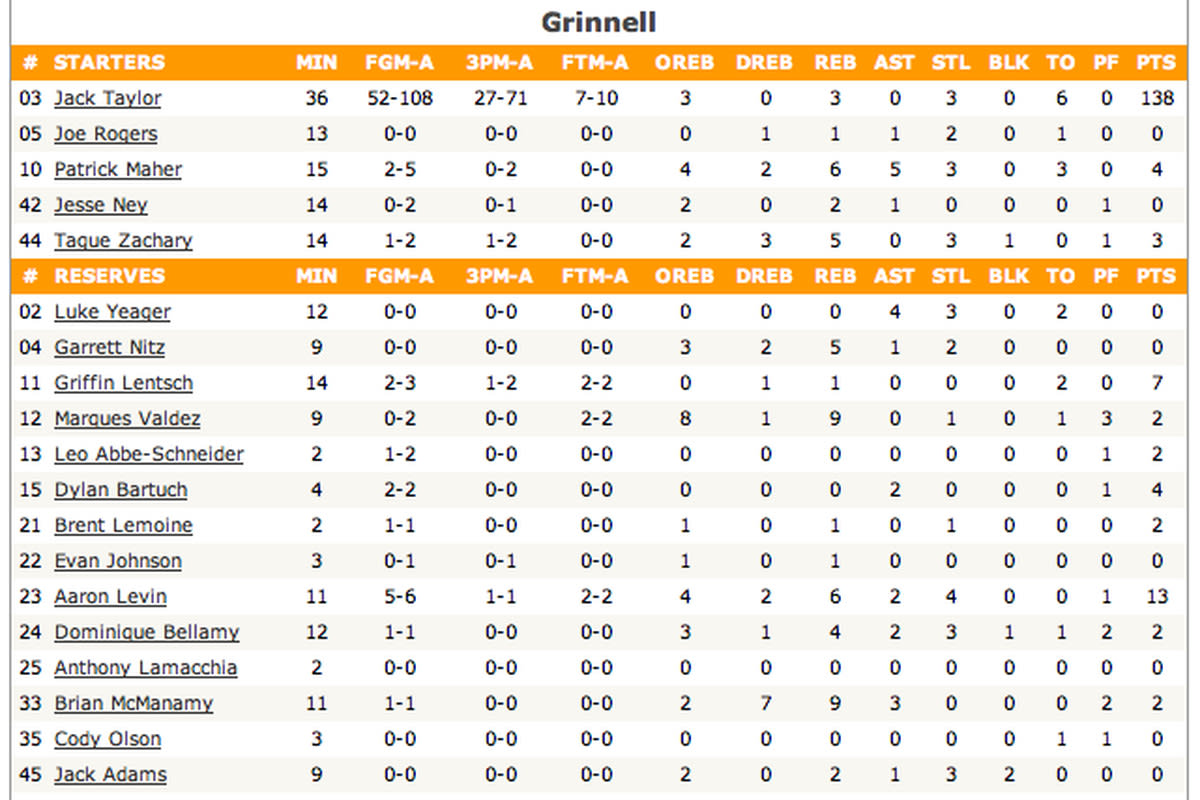 Grinnell
# STARTERS MIN FGM-A 3PM-A FTM-A OREB DREB REB AST STL BLK TO PF PTS
03 Jack Taylor 36 52-108 27-71 7-10 3 0 3 0 3 0 6 0 138
05 Joe Rogers 13 0-0 0-0 0-0 0 1 1 1 2 0 1 0 0
10 Patrick Maher 15 2-5 0-2 0-0 4 2 6 5 3 0 3 0 4
42 Jesse Ney 14 0-2 0-1 0-0 2 0 2 1 0 0 0 1 0
44 Tague Zachary 14 1-2 1-2 0-0 2 3 5 0 3 1 0 1 3
# RESERVES MIN FGM-A 3PM-A FTM-A OREB DREB REB AST STL BLK TO PF PTS
02 Luke Yeager 12 0-0 0-0 0-0 0 0 0 4 3 0 2 0 0
04 Garrett Nitz 9 0-0 0-0 0-0 3 2 5 1 2 0 0 0 0
11 Griffin Lentsch 14 2-3 1-2 2-2 0 1 1 0 0 0 2 0 7
12 Marques Valdez 9 0-2 0-0 2-2 8 1 9 0 1 0 1 3 2
13 Leo Abbe-Schneider 2 1-2 0-0 0-0 0 0 0 0 0 0 0 1 2
15 Dylan Bartuch 4 2-2 0-0 0-0 0 0 0 2 0 0 0 1 4
21 Brent Lemoine 2 1-1 0-0 0-0 1 0 1 0 1 0 0 0 2
22 Evan Johnson 3 0-1 0-1 0-0 1 0 1 0 0 0 0 0 0
23 Aaron Levin 11 5-6 1-1 2-2 4 2 6 2 4 0 0 1 13
24 Dominique Bellamy 12 1-1 0-0 0-0 3 1 4 2 3 1 1 2 2
25 Anthony Lamacchia 2 0-0 0-0 0-0 0 0 0 0 0 0 0 0 0
33 Brian McManamy 11 1-1 0-0 0-0 2 7 9 3 0 0 0 2 2
35 Cody Olson 3 0-0 0-0 0-0 0 0 0 0 0 0 1 1 0
45 Jack Adams 9 0-0 0-0 0-0 2 0 2 1 3 2 0 0 0